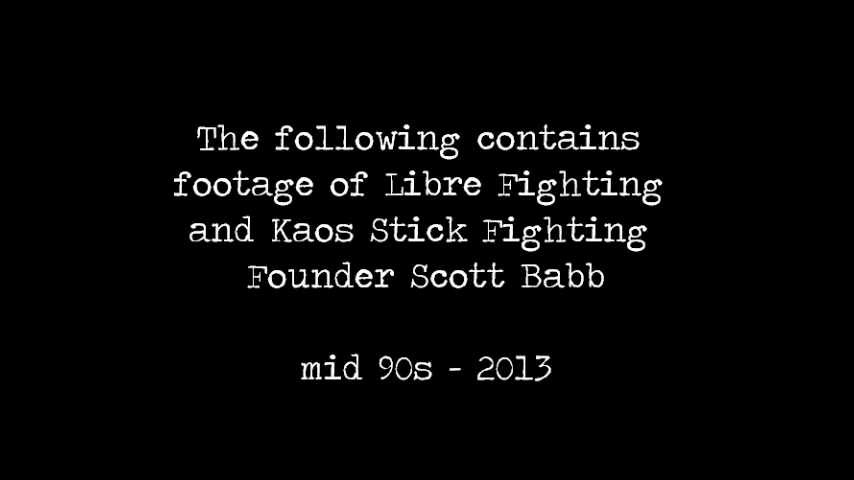 The following contains
footage of Libre Fighting
and Kaos Stick Fighting
Founder Scott Babb
mid 90s - 2013